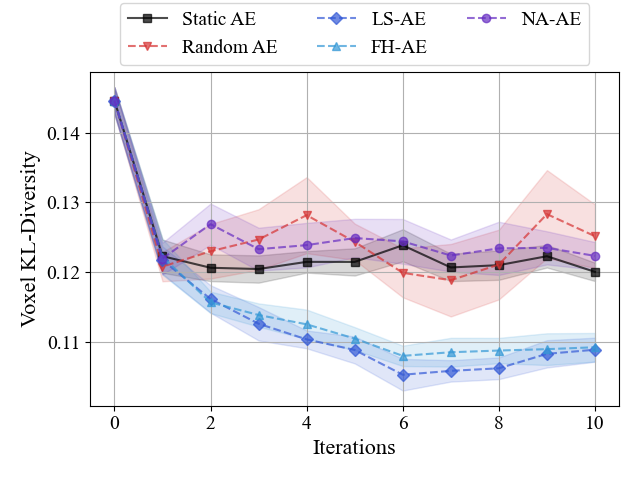 Static AE
Random AE
LS-AE
FH-AE
NA-AE
0.14
0.13
0.12
0.11
Voxel KL-Diversity
0 2 4 6 8 10
Iterations